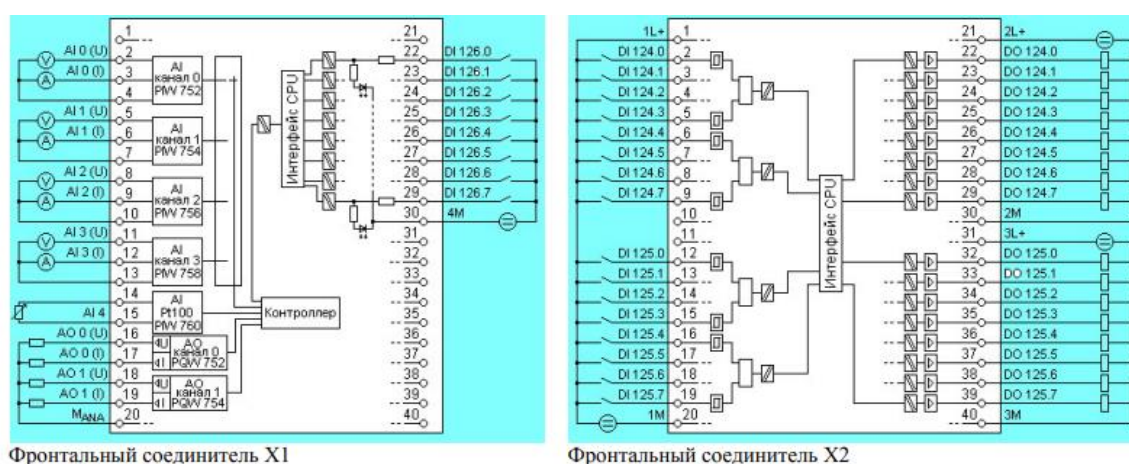 1
AI 0 (U)
2
AI 0 (I)
3
4
AI
канал 0
PIW 752
AI 1 (U)
5
AI 1 (I)
6
7
AI
канал 1
PIW 754
AI 2 (U)
8
AI 2 (I)
9
10
AI
канал 2
PIW 756
AI 3 (U)
11
AI 3 (I)
12
13
AI
канал 3
PIW 758
14
AI 4
15
AI
Pt100
PIW 760
AO 0 (U)
16
AO 0 (I)
17
U
I
AO
канал 0
PQW 752
AO 1 (U)
18
AO 1 (I)
19
U
I
AO
канал 1
PQW 754
MANA
20
V
A
V
A
V
A
V
A
Контроллер
Интерфейс CPU
21
22 DI 126.0
23 DI 126.1
24 DI 126.2
25 DI 126.3
26 DI 126.4
27 DI 126.5
28 DI 126.6
29 DI 126.7
30 4M
31
32
33
34
35
36
37
38
39
40
Фронтальный соединитель X1
1L+ 1
DI 124.0 2
DI 124.1 3
DI 124.2 4
DI 124.3 5
DI 124.4 6
DI 124.5 7
DI 124.6 8
DI 124.7 9
10
11
DI 125.0 12
DI 125.1 13
DI 125.2 14
DI 125.3 15
DI 125.4 16
DI 125.5 17
DI 125.6 18
DI 125.7 19
1M 20
Интерфейс CPU
21 2L+
22 DO 124.0
23 DO 124.1
24 DO 124.2
25 DO 124.3
26 DO 124.4
27 DO 124.5
28 DO 124.6
29 DO 124.7
30 2M
31 3L+
32 DO 125.0
33 DO 125.1
34 DO 125.2
35 DO 125.3
36 DO 125.4
37 DO 125.5
38 DO 125.6
39 DO 125.7
40 3M
Фронтальный соединитель X2